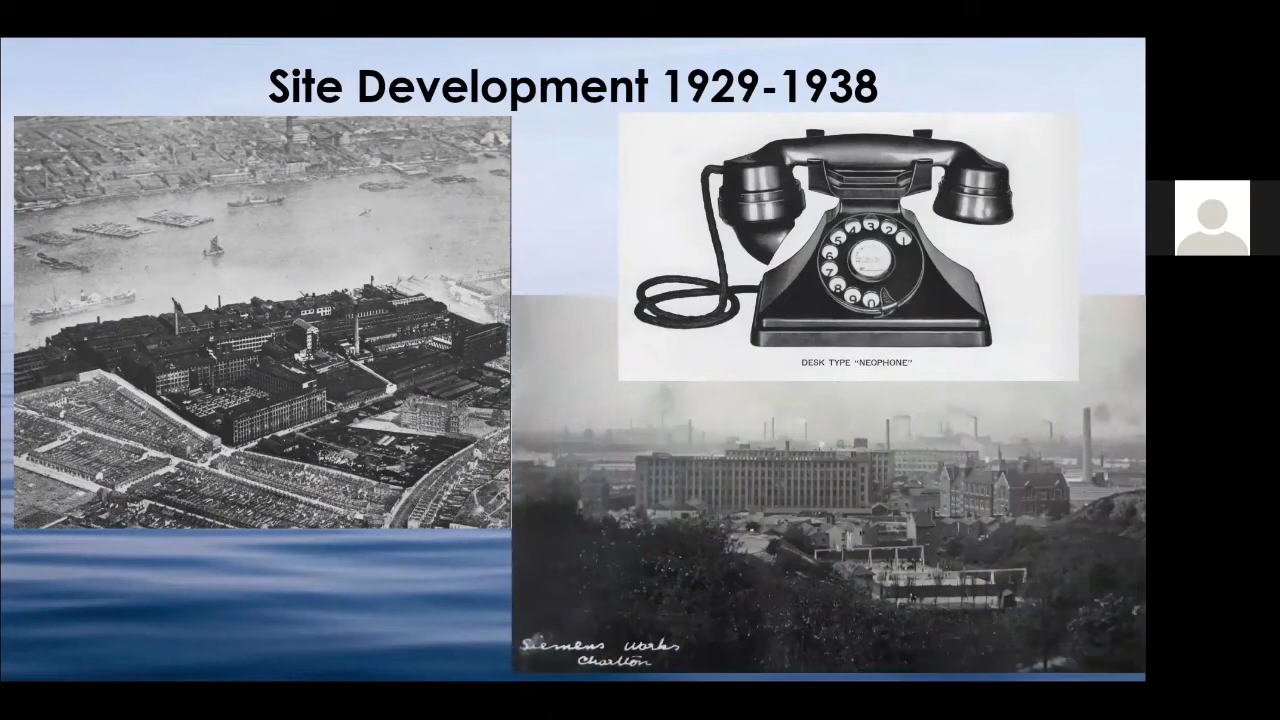 Site Development 1929-1938
DESK TYPE “NEOPHONE”
Siemens Works
Charlton